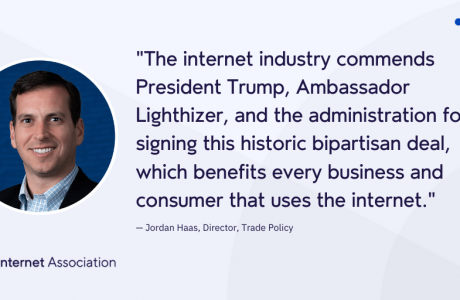 "The internet industry commends
President Trump, Ambassador
Lighthizer, and the administration fo
signing this historic bipartisan deal,
which benefits every business and
consumer that uses the internet."
— Jordan Haas, Director, Trade Policy
nternet Association